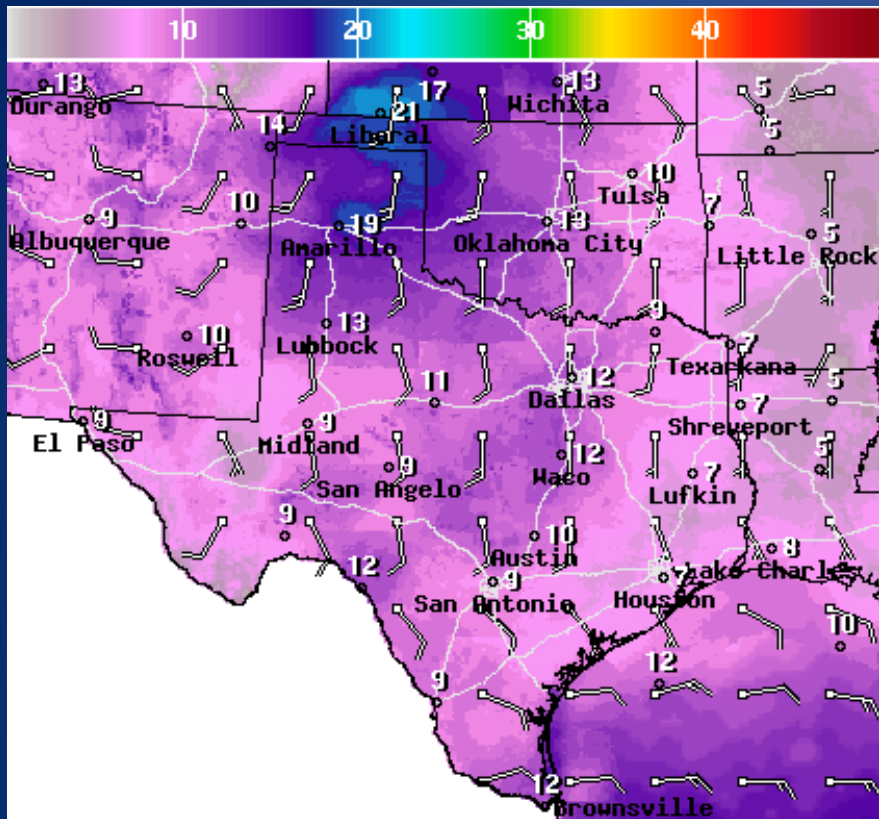 10 20 30 40
13 17 13 5
Durango Wichita
21
14 Liberal 5
10 Tulsa
9 10 19 13 7 5
Albuquerque Amarillo Oklahoma City Little Rock
10 13 9
Roswell Lubbock 7
Texarkana
11 12 5
Dallas
9 9 7
El Paso Midland Shreveport
9 12 7 5
San Angelo Waco Lufkin
9 10 8
Austin
12 9 7 Lake Charles
San Antonio Houston
10
9 12
12
Brownsville